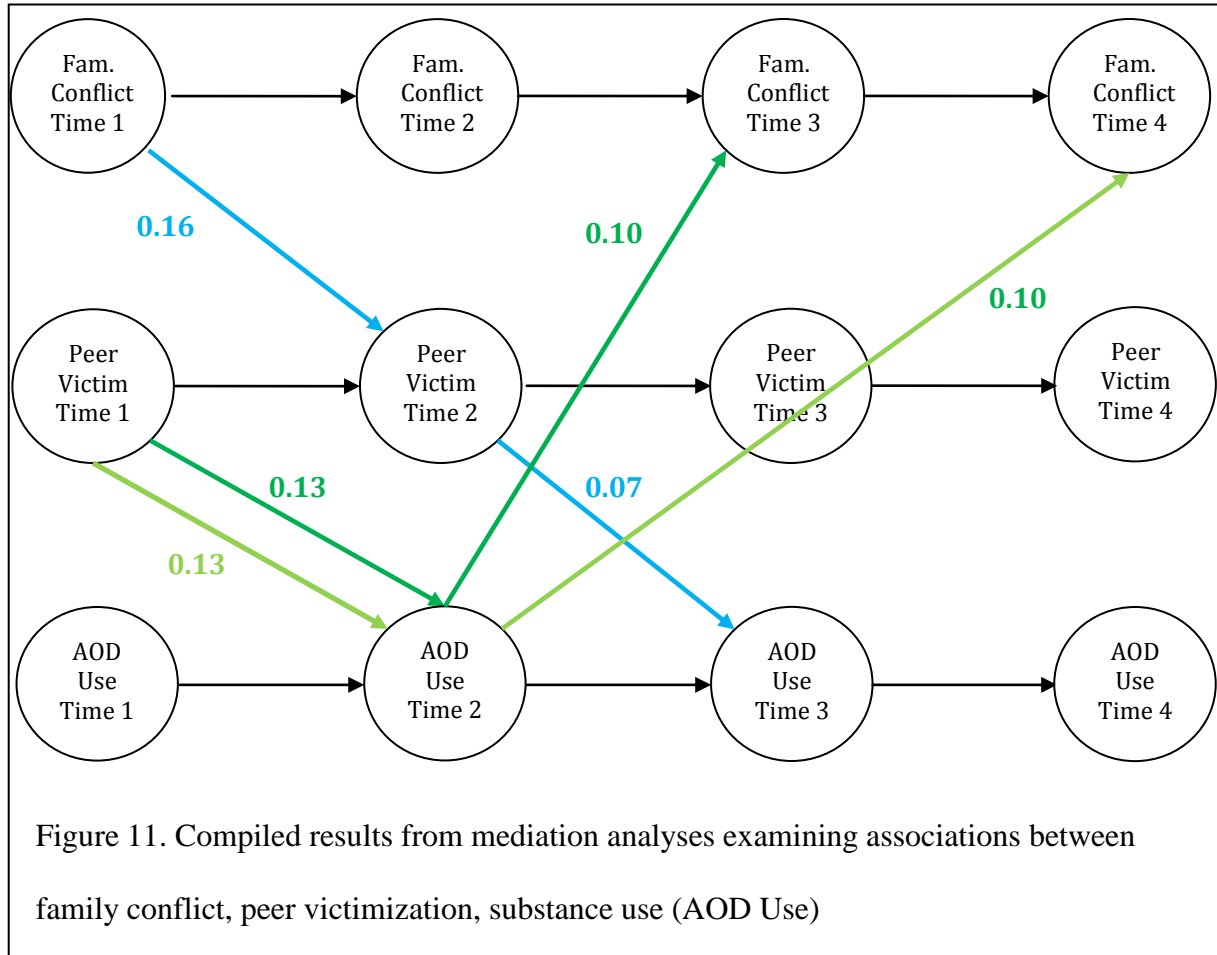 Fam.
Conflict
Time 1
Fam.
Conflict
Time 2
Fam.
Conflict
Time 3
Fam.
Conflict
Time 4
0.16
0.10
0.10
Peer
Victim
Time 1
Peer
Victim
Time 2
Peer
Victim
Time 3
Peer
Victim
Time 4
0.13
0.07
0.13
AOD
Use
Time 1
AOD
Use
Time 2
AOD
Use
Time 3
AOD
Use
Time 4
Figure 11. Compiled results from mediation analyses examining associations between
family conflict, peer victimization, substance use (AOD Use)